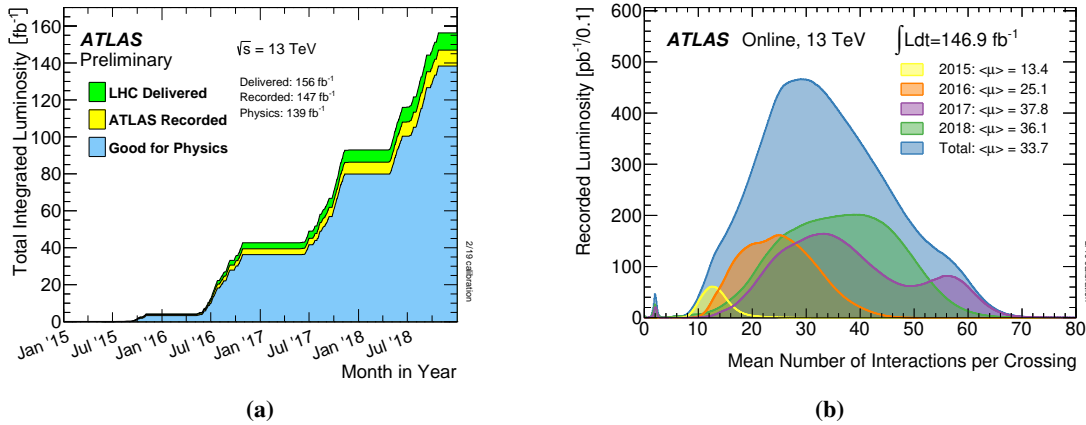 ATLAS
Preliminary
√s = 13 TeV
Delivered: 156 fb⁻¹
Recorded: 147 fb⁻¹
Physics: 139 fb⁻¹
LHC Delivered
ATLAS Recorded
Good for Physics
Total Integrated Luminosity [fb⁻¹]
160
140
120
100
80
60
40
20
0
Jan '15
Jul '15
Jan '16
Jul '16
Jan '17
Jul '17
Jan '18
Jul '18
Month in Year
2/19 calibration
(a)
ATLAS Online, 13 TeV ∫Ldt=146.9 fb⁻¹
2015: <μ> = 13.4
2016: <μ> = 25.1
2017: <μ> = 37.8
2018: <μ> = 36.1
Total: <μ> = 33.7
Recorded Luminosity [pb⁻¹/0.1]
600
500
400
300
200
100
0
0 10 20 30 40 50 60 70 80
Mean Number of Interactions per Crossing
(b)